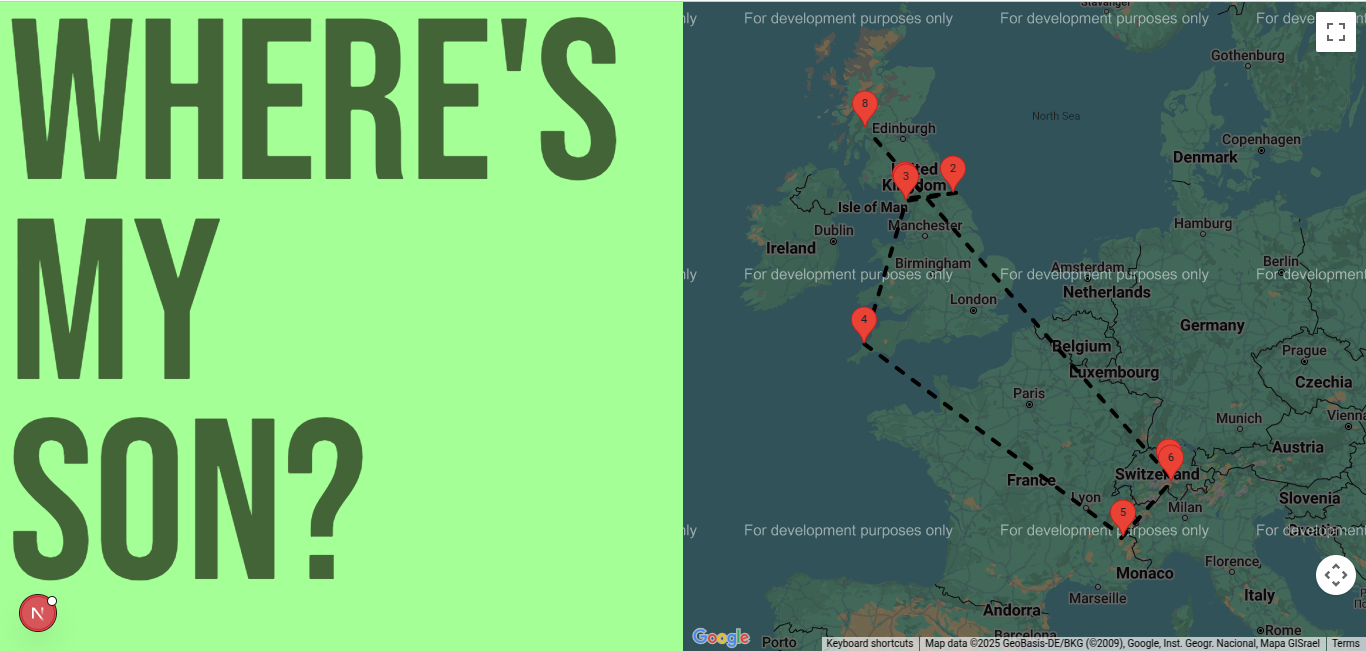 WHERE'S
MY
SON?
N
For development purposes only
For development purposes only
Gothenburg
8
Edinburgh
North Sea
Copenhagen
Denmark
2
3
United
Kingdom
Isle of Man
Dublin
Manchester
Hamburg
Ireland
Birmingham
Amsterdam
Berlin
For development purposes only
For development purposes only
For development
Netherlands
London
4
Germany
Belgium
Prague
Luxembourg
Czechia
Paris
Munich
Vienna
Austria
6
Switzerland
France
Lyon
Slovenia
Milan
5
For development purposes only
For development purposes only
Croatia
Florence
Monaco
Marseille
Italy
Andorra
Rome
Barcelona
Porto
Google
Keyboard shortcuts
Map data ©2025 GeoBasis-DE/BKG (©2009), Google, Inst. Geogr. Nacional, Mapa GISrael
Terms